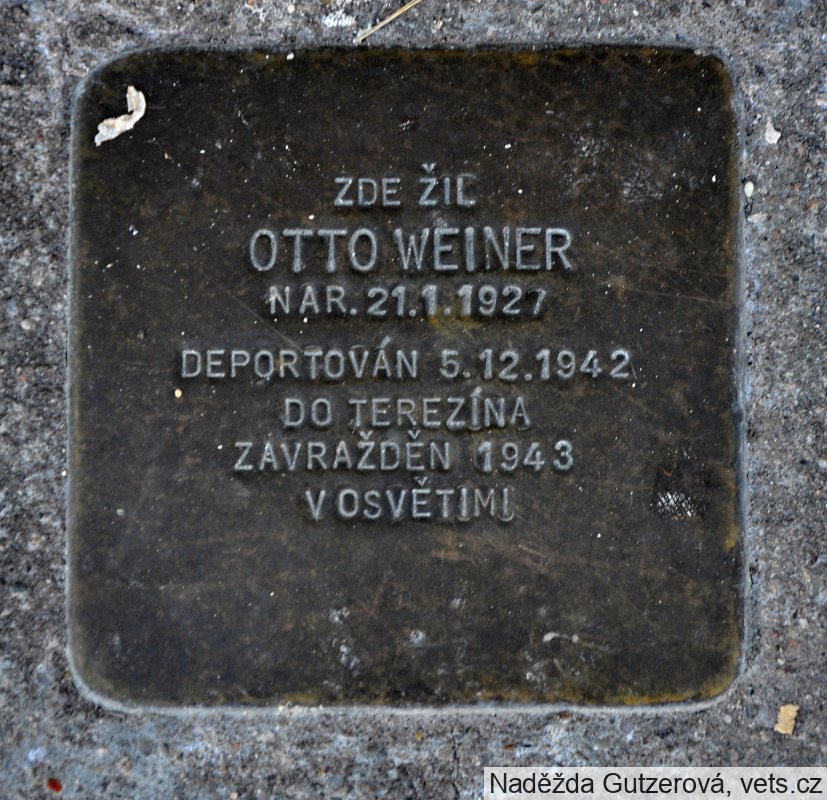 ZDE ŽIL
OTTO WEINER
NAR. 21.1.1927
DEPORTOVÁN 5.12.1942
DO TEREZÍNA
ZAVRAŽDĚN 1943
V OSVĚTIMI
Naděžda Gutzerová, vets.cz